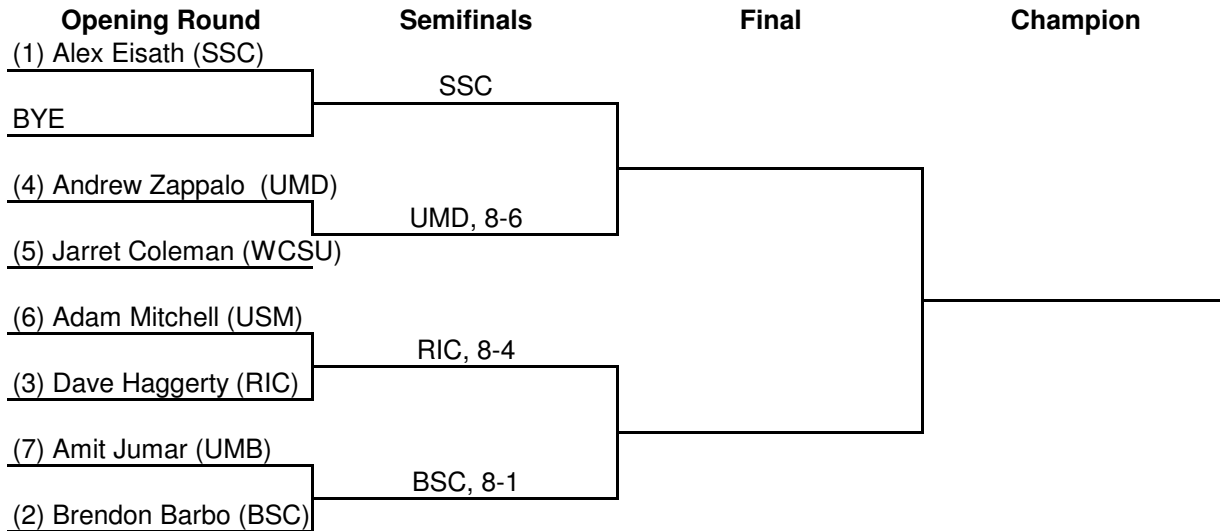 Opening Round Semifinals Final Champion
(1) Alex Eisath (SSC)
SSC
BYE
(4) Andrew Zappalo  (UMD)
UMD, 8-6
(5) Jarret Coleman (WCSU)
(6) Adam Mitchell (USM)
RIC, 8-4
(3) Dave Haggerty (RIC)
(7) Amit Jumar (UMB)
BSC, 8-1
(2) Brendon Barbo (BSC)